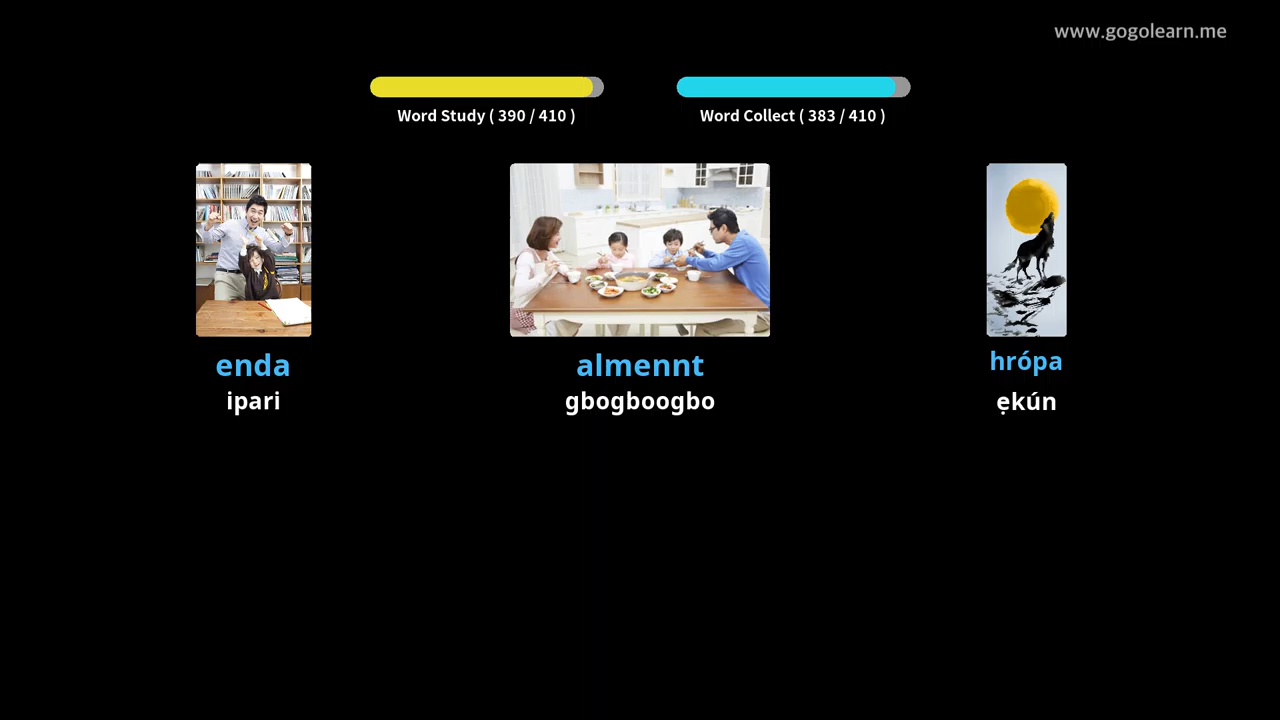 www.gogolearn.me
Word Study ( 390 / 410 )
Word Collect ( 383 / 410 )
enda
almennt
hrópa
ipari
gbogboogbo
ẹkún